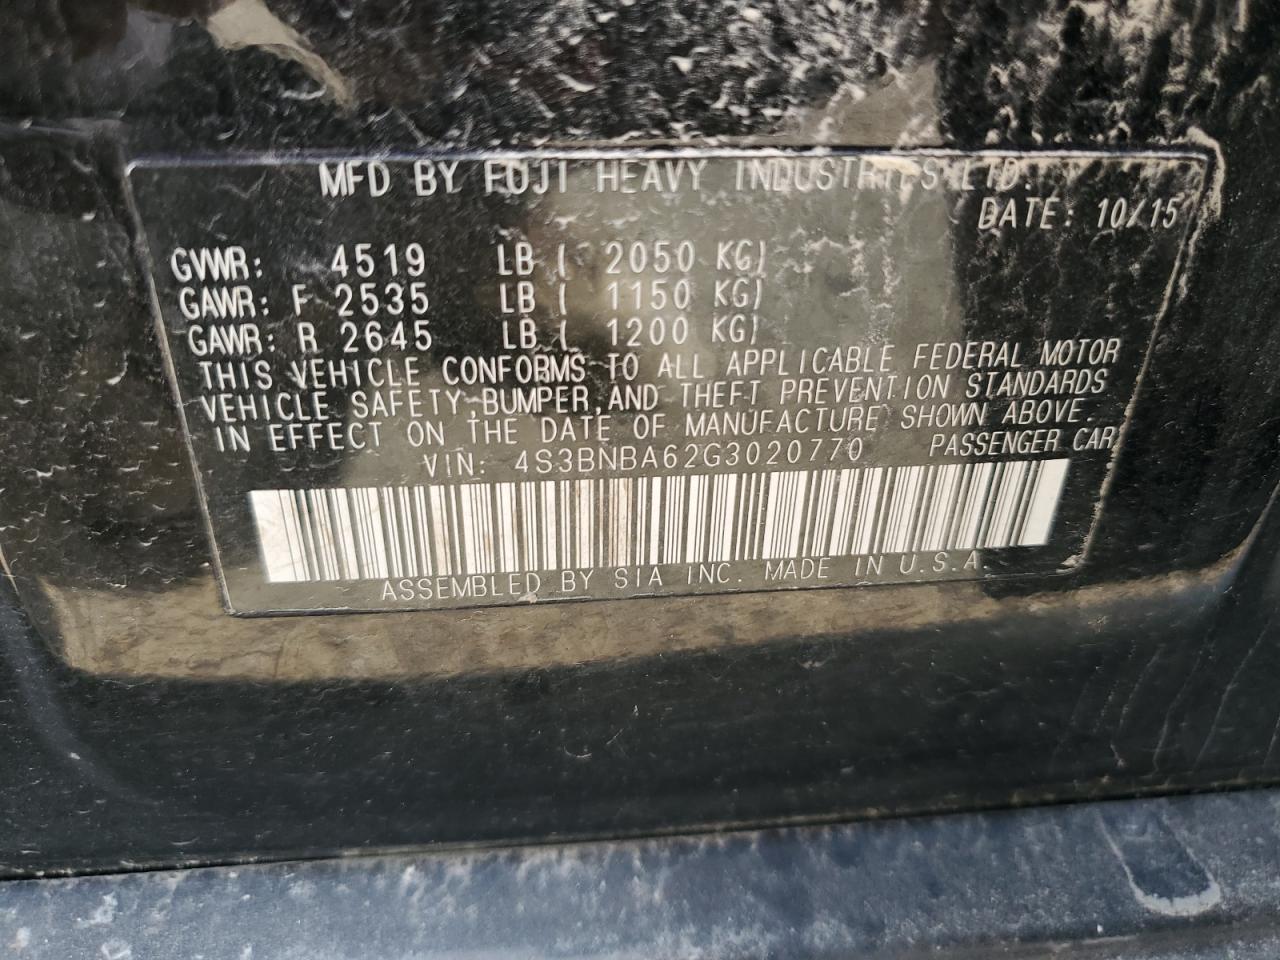 MFD BY FUJI HEAVY INDUSTRIES LTD.
DATE: 10/15
GVWR: 4519 LB ( 2050 KG)
GAWR: F 2535 LB ( 1150 KG)
GAWR: R 2645 LB ( 1200 KG)
THIS VEHICLE CONFORMS TO ALL APPLICABLE FEDERAL MOTOR
VEHICLE SAFETY, BUMPER, AND THEFT PREVENTION STANDARDS
IN EFFECT ON THE DATE OF MANUFACTURE SHOWN ABOVE.
VIN: 4S3BNBA62G3020770 PASSENGER CAR
ASSEMBLED BY SIA INC. MADE IN U.S.A.